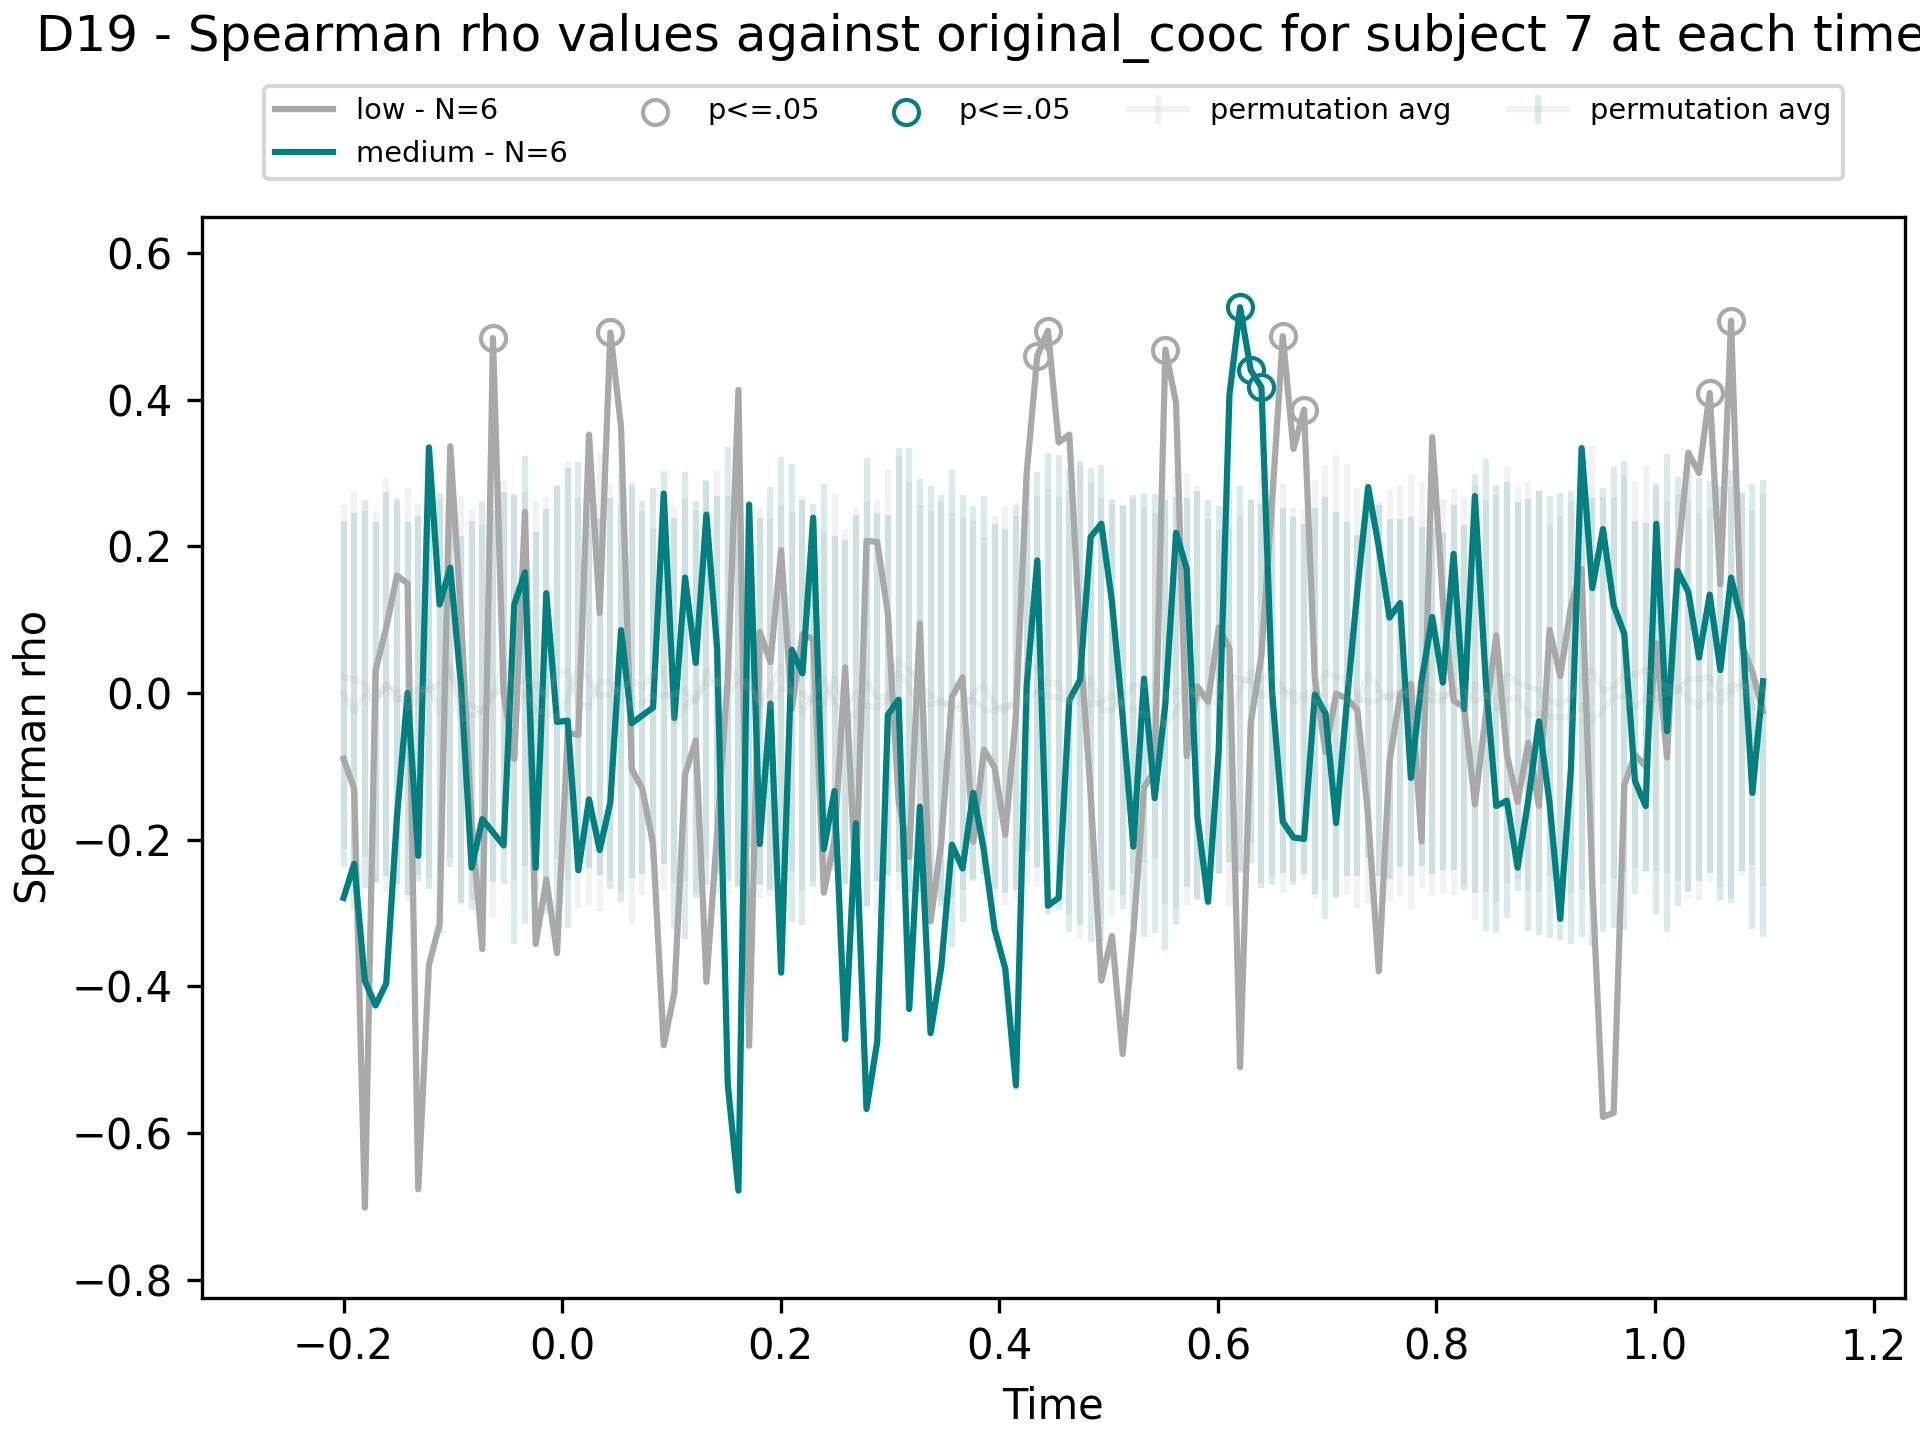 D19 - Spearman rho values against original_cooc for subject 7 at each time
low - N=6
medium - N=6
p<=.05
p<=.05
permutation avg
permutation avg
Spearman rho
0.6
0.4
0.2
0.0
−0.2
−0.4
−0.6
−0.8
−0.2 0.0 0.2 0.4 0.6 0.8 1.0 1.2
Time